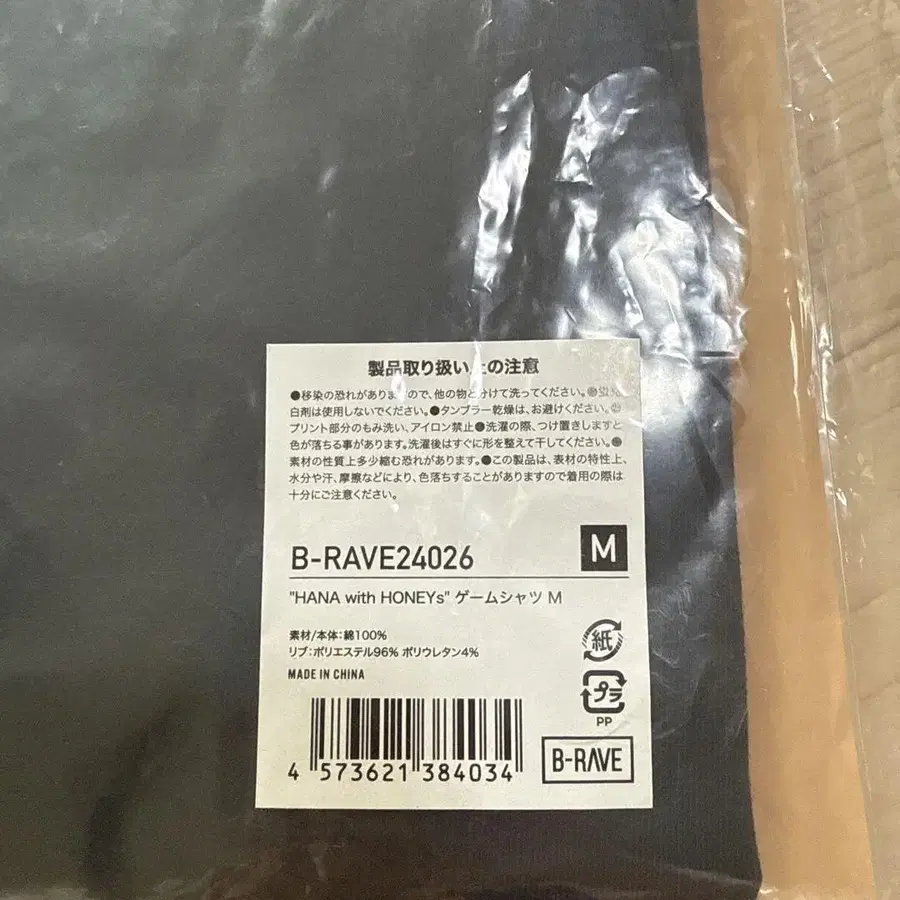 製品取り扱い上の注意
●移染の恐れがありますので、他の物と分けて洗ってください。
白剤は使用しないでください。●タンブラー乾燥は、お避けください。
プリント部分のもみ洗い、アイロン禁止●洗濯の際、つけ置きしますと
色が落ちる事があります。洗濯後はすぐに形を整えて干してください。●
素材の性質上多少縮む恐れがあります。●この製品は、表材の特性上、
水分や汗、摩擦などにより、色落ちすることがありますので着用の際は
十分にご注意ください。
B-RAVE24026
M
"HANA with HONEYs" ゲームシャツ M
素材/本体：綿100%
リブ：ポリエステル96% ポリウレタン4%
MADE IN CHINA
紙
プラ
PP
4 573621 384034
B-RAVE